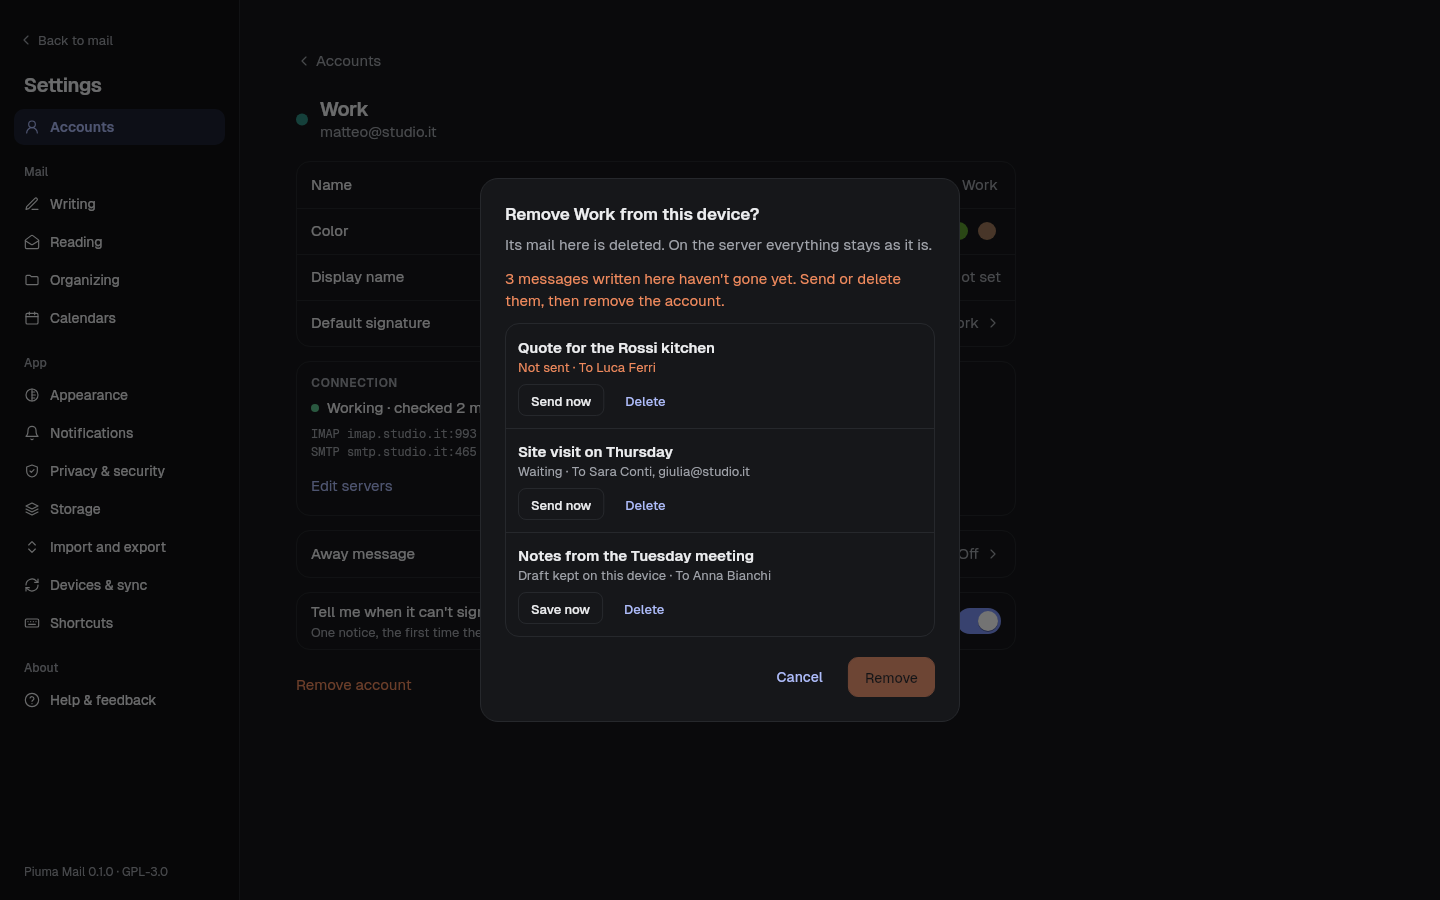 Back to mail
Settings
Accounts
Mail
Writing
Reading
Organizing
Calendars
App
Appearance
Notifications
Privacy & security
Storage
Import and export
Devices & sync
Shortcuts
About
Help & feedback
Piuma Mail 0.1.0 · GPL-3.0
Accounts
Work
matteo@studio.it
Name
Work
Color
Display name
ot set
Default signature
ork
CONNECTION
Working · checked 2 m
IMAP imap.studio.it:993
SMTP smtp.studio.it:465
Edit servers
Away message
Off
Tell me when it can't sign
One notice, the first time the
Remove account
Remove Work from this device?
Its mail here is deleted. On the server everything stays as it is.
3 messages written here haven't gone yet. Send or delete
them, then remove the account.
Quote for the Rossi kitchen
Not sent · To Luca Ferri
Send now Delete
Site visit on Thursday
Waiting · To Sara Conti, giulia@studio.it
Send now Delete
Notes from the Tuesday meeting
Draft kept on this device · To Anna Bianchi
Save now Delete
Cancel Remove